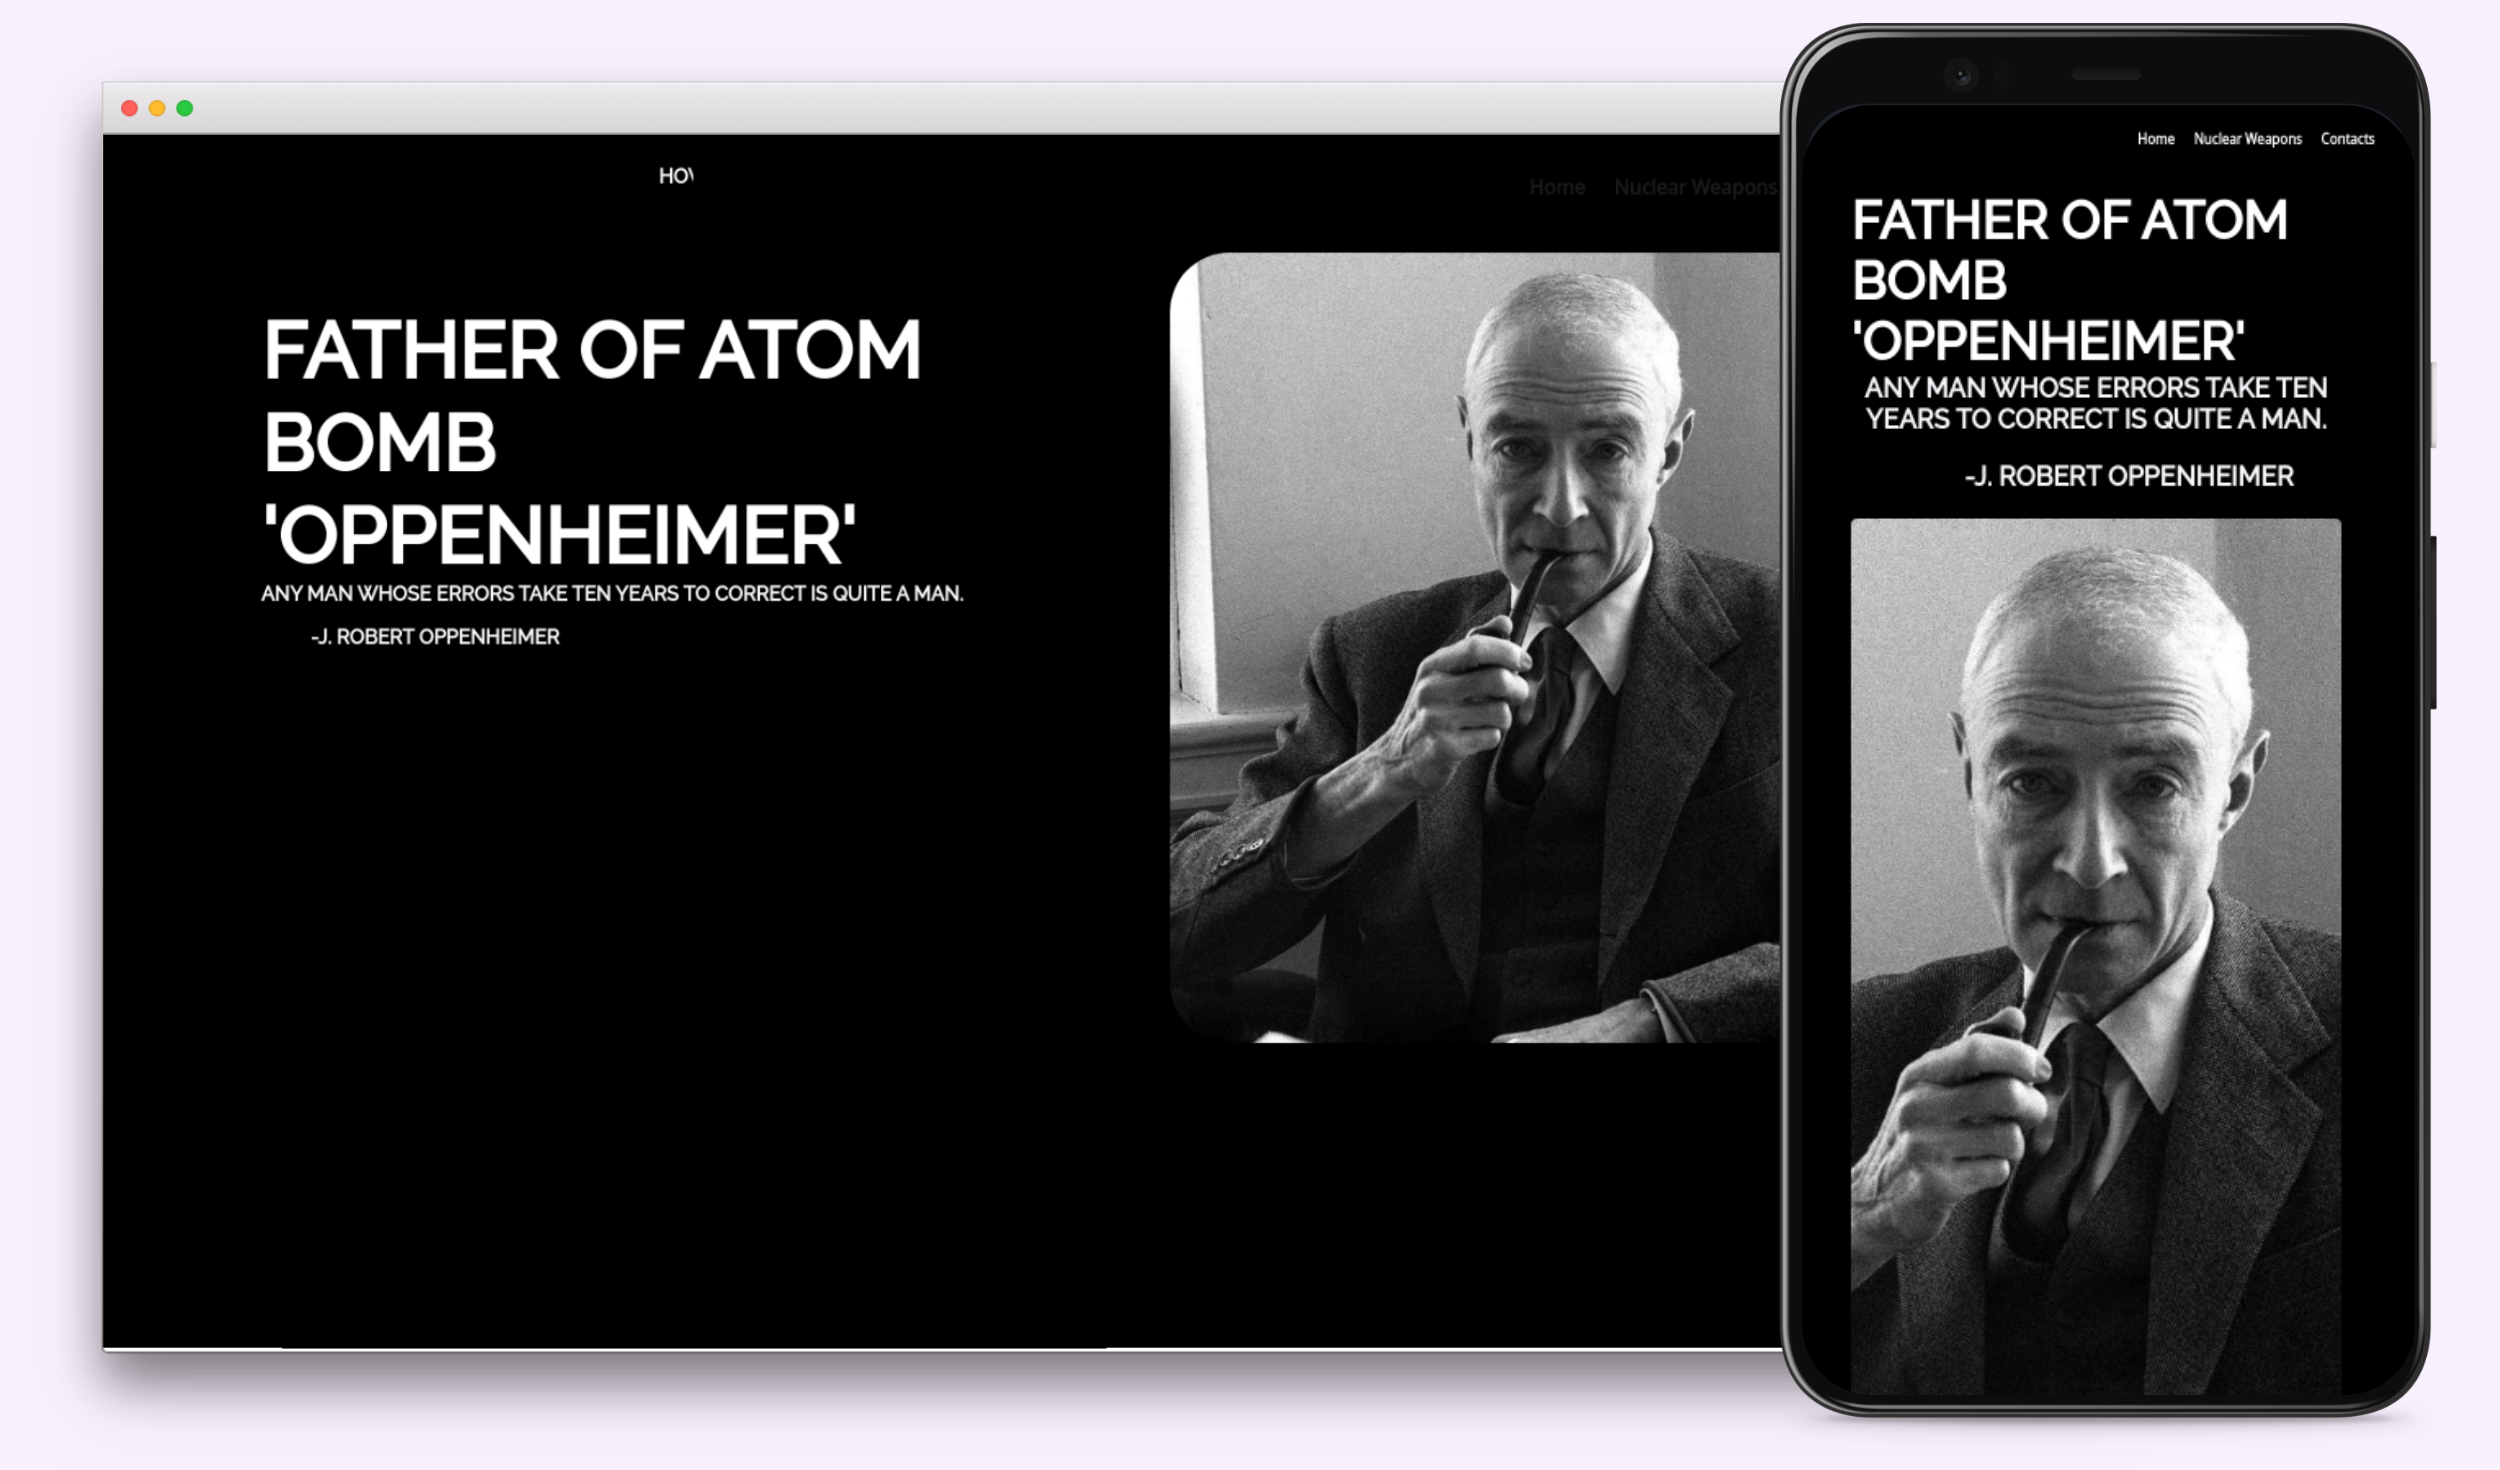 HOV
Home Nuclear Weapons
FATHER OF ATOM
BOMB
'OPPENHEIMER'
ANY MAN WHOSE ERRORS TAKE TEN YEARS TO CORRECT IS QUITE A MAN.
-J. ROBERT OPPENHEIMER
Home Nuclear Weapons Contacts
FATHER OF ATOM
BOMB
'OPPENHEIMER'
ANY MAN WHOSE ERRORS TAKE TEN
YEARS TO CORRECT IS QUITE A MAN.
-J. ROBERT OPPENHEIMER